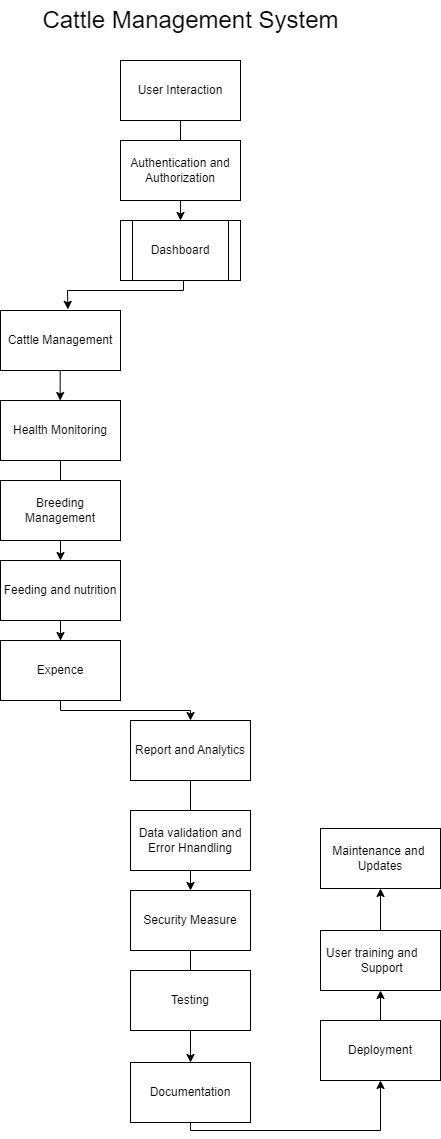 Cattle Management System
User Interaction
Authentication and
Authorization
Dashboard
Cattle Management
Health Monitoring
Breeding
Management
Feeding and nutrition
Expence
Report and Analytics
Data validation and
Error Hnandling
Security Measure
Testing
Documentation
Deployment
User training and
Support
Maintenance and
Updates